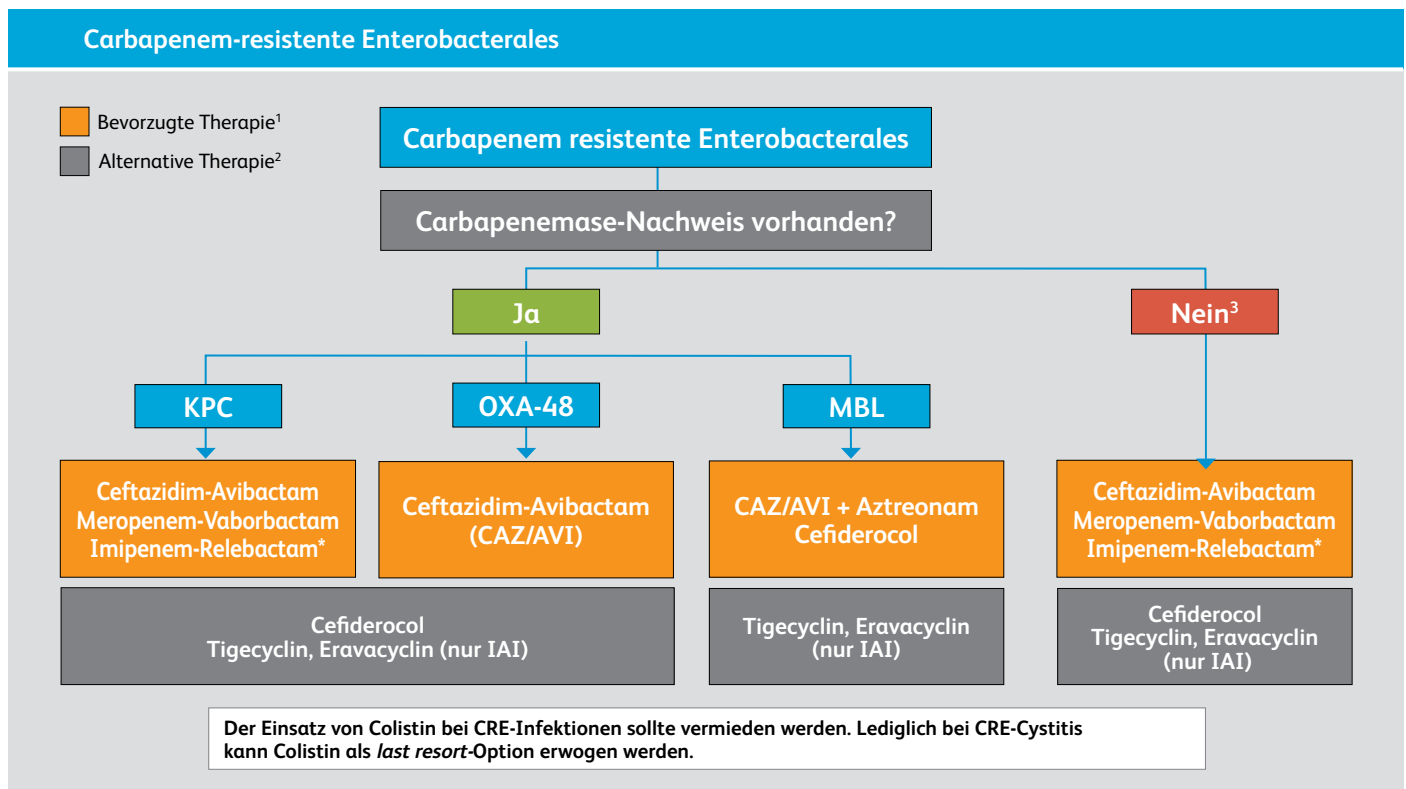 Carbapenem-resistente Enterobacterales
Bevorzugte Therapie¹
Alternative Therapie²
Carbapenem resistente Enterobacterales
Carbapenemase-Nachweis vorhanden?
Ja
Nein³
KPC
OXA-48
MBL
Ceftazidim-Avibactam
Meropenem-Vaborbactam
Imipenem-Relebactam*
Ceftazidim-Avibactam
(CAZ/AVI)
CAZ/AVI + Aztreonam
Cefiderocol
Ceftazidim-Avibactam
Meropenem-Vaborbactam
Imipenem-Relebactam*
Cefiderocol
Tigecyclin, Eravacyclin (nur IAI)
Tigecyclin, Eravacyclin
(nur IAI)
Cefiderocol
Tigecyclin, Eravacyclin
(nur IAI)
Der Einsatz von Colistin bei CRE-Infektionen sollte vermieden werden. Lediglich bei CRE-Cystitis
kann Colistin als last resort-Option erwogen werden.